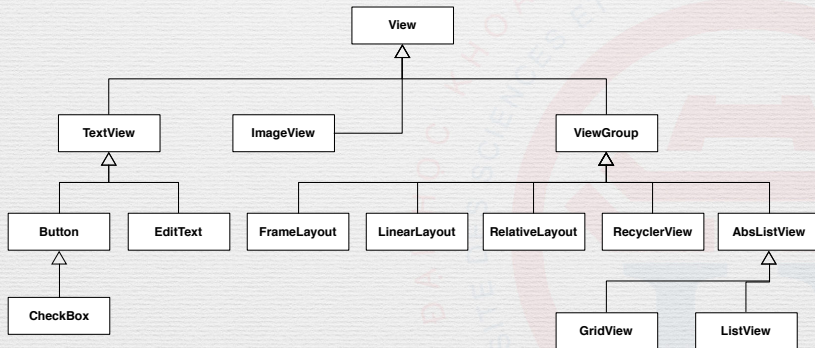 View
TextView
ImageView
ViewGroup
Button
EditText
FrameLayout
LinearLayout
RelativeLayout
RecyclerView
AbsListView
CheckBox
GridView
ListView